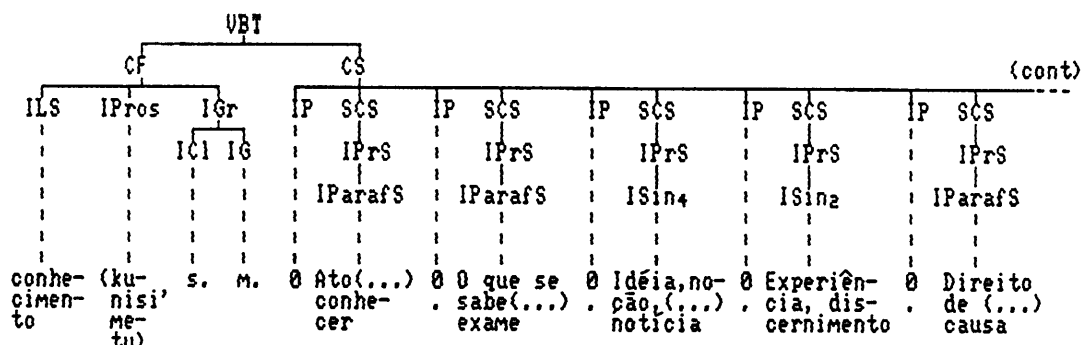 VBT
CF CS (cont)
ILS IPros IGr IP SCS IP SCS IP SCS IP SCS IP SCS
ICl IG IPrS IPrS IPrS IPrS IPrS
IParafS IParafS ISin4 ISin2 IParafS
conhe- (ku- s. m. 0 Ato(...) 0 O que se 0 Idéia,no- 0 Experiên- 0 Direito
cimen- nisi' conhe- . sabe(...) . ção,(...) . cia, dis- . de (...)
to me- cer exame notícia cernimento causa
tu)